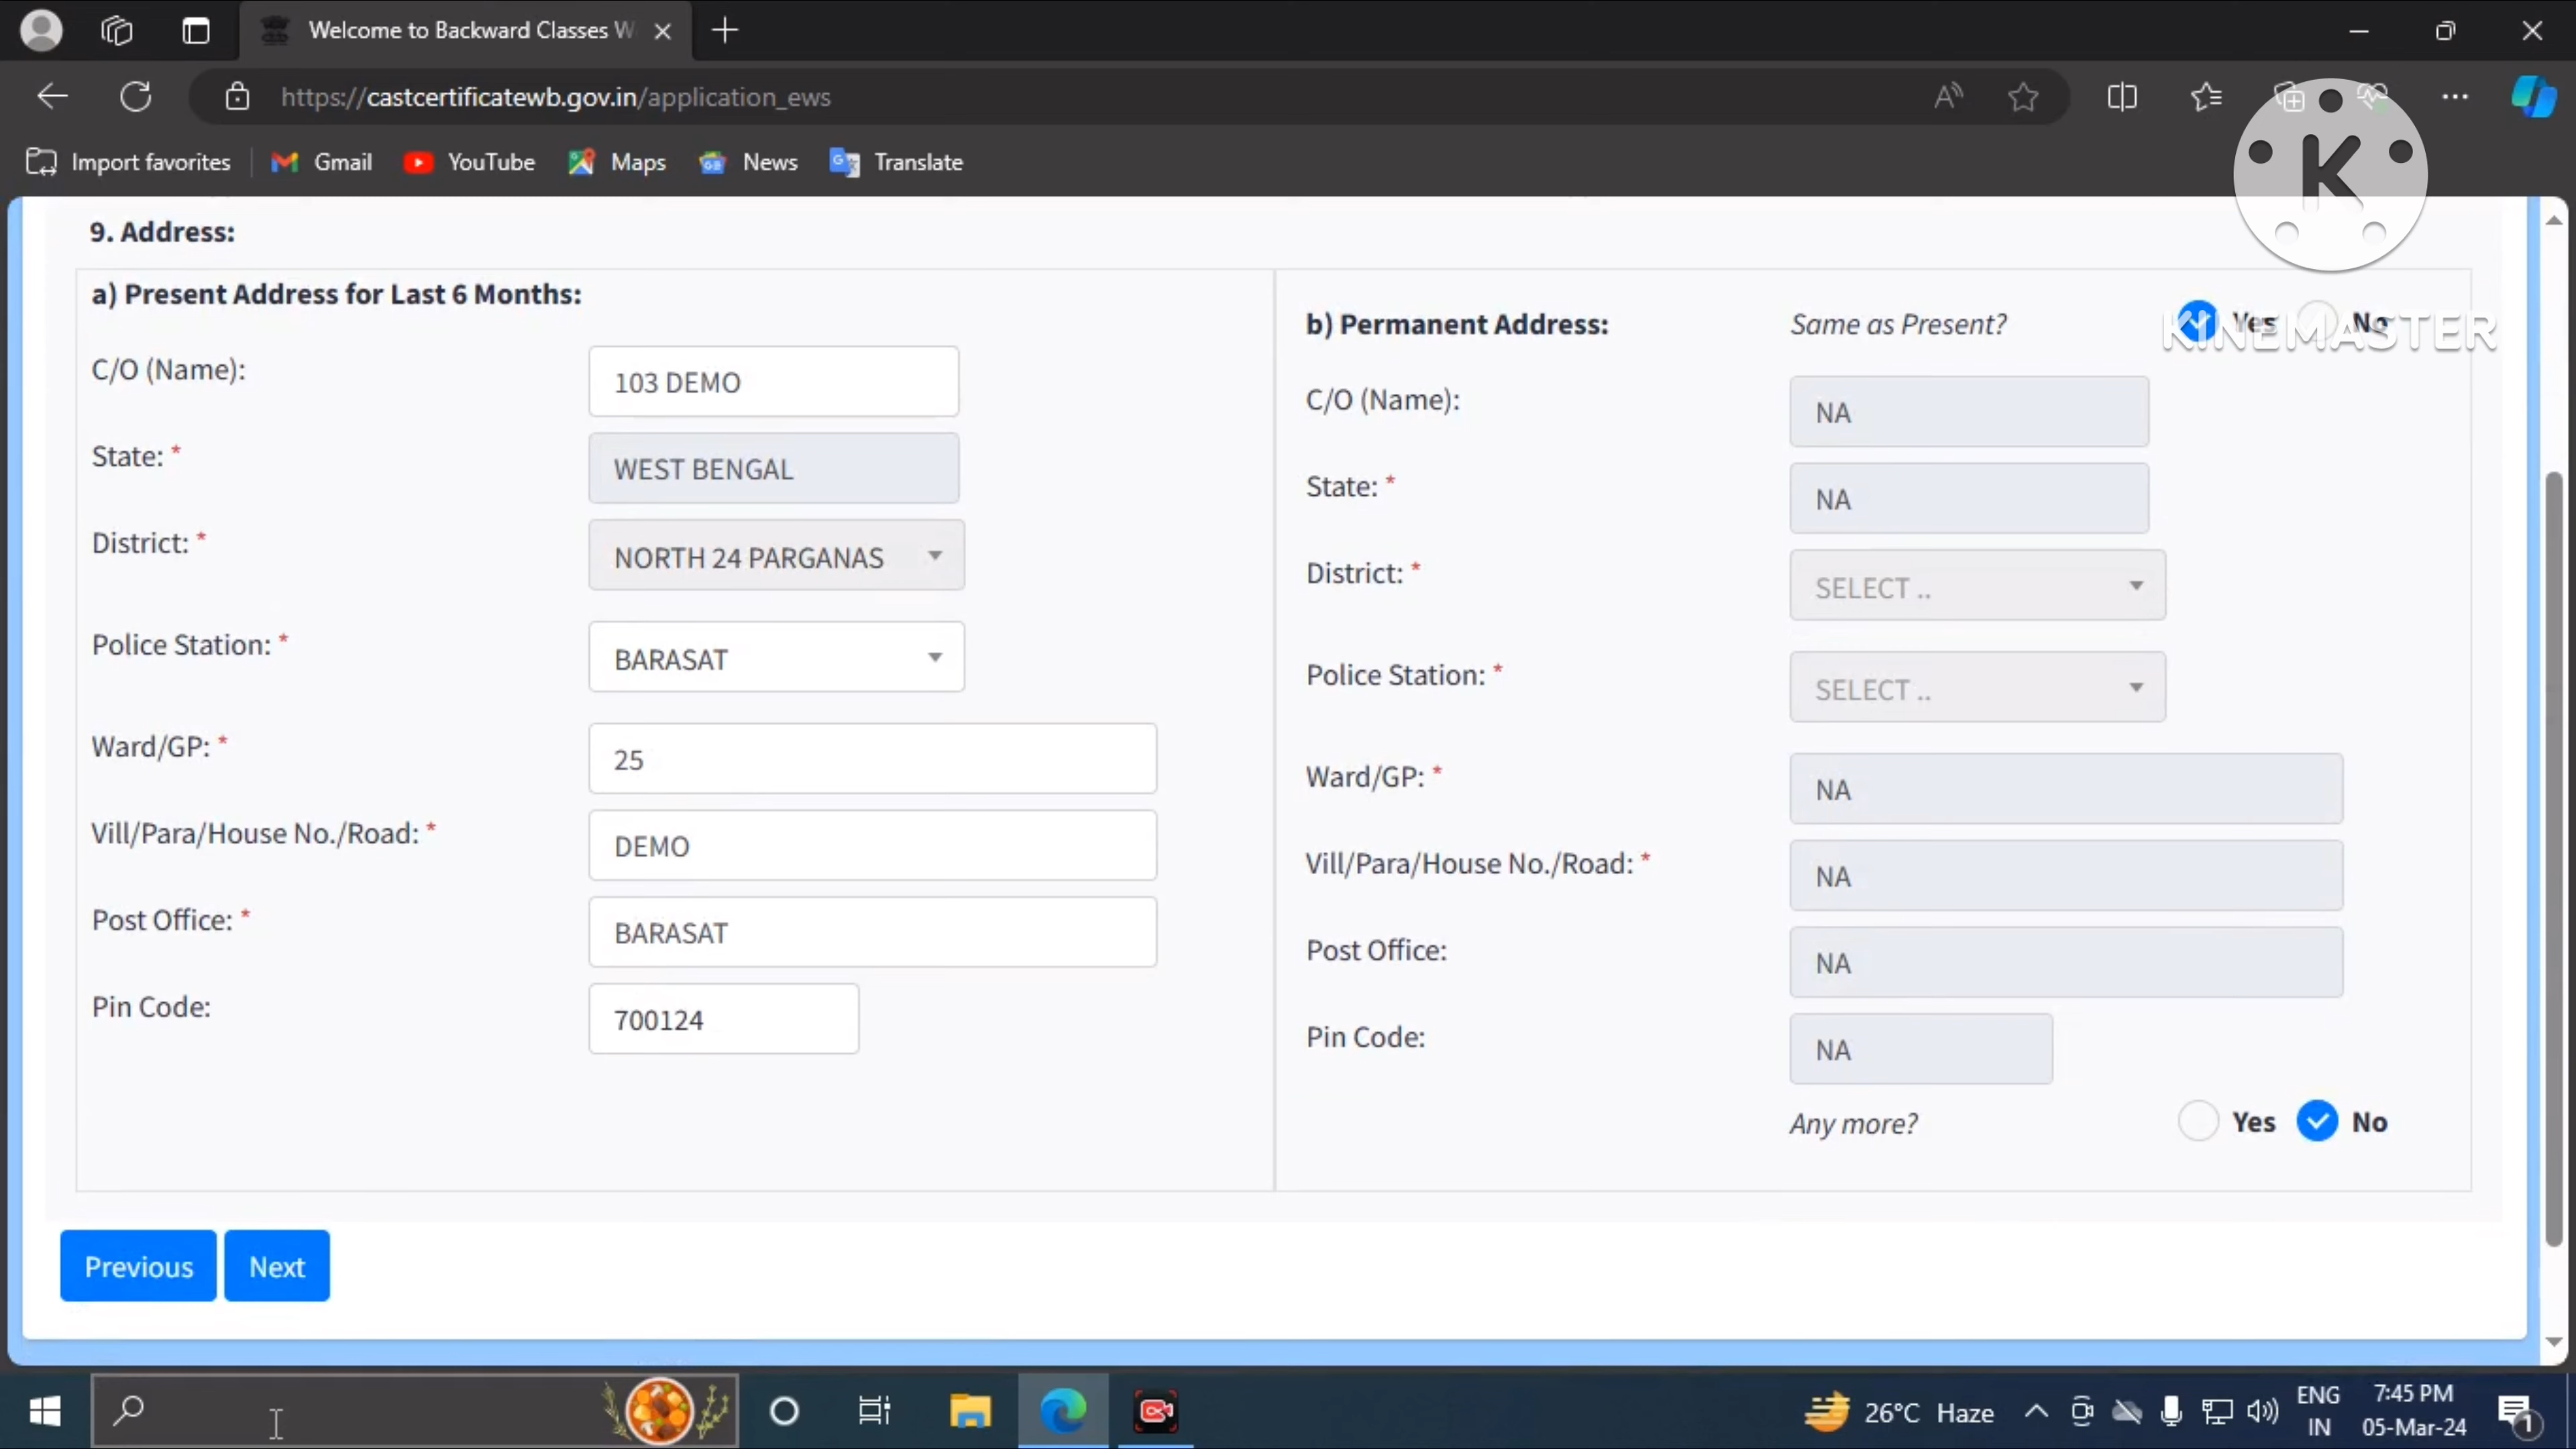 Welcome to Backward Classes W
https://castcertificatewb.gov.in/application_ews
Import favorites Gmail YouTube Maps News Translate
K
KINEMASTER
9. Address:
a) Present Address for Last 6 Months:
C/O (Name): 103 DEMO
State: * WEST BENGAL
District: * NORTH 24 PARGANAS
Police Station: * BARASAT
Ward/GP: * 25
Vill/Para/House No./Road: * DEMO
Post Office: * BARASAT
Pin Code: 700124
b) Permanent Address: Same as Present? Yes No
C/O (Name): NA
State: * NA
District: * SELECT ..
Police Station: * SELECT ..
Ward/GP: * NA
Vill/Para/House No./Road: * NA
Post Office: NA
Pin Code: NA
Any more? Yes No
Previous Next
26°C Haze
ENG
IN
7:45 PM
05-Mar-24
1